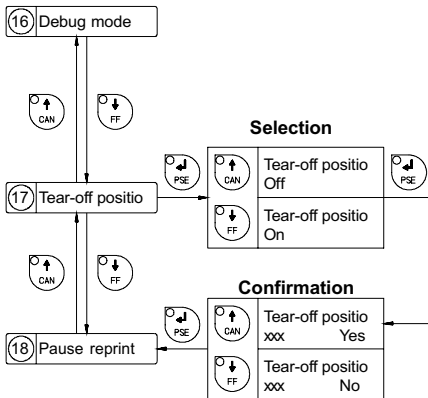 16 Debug mode
CAN
FF
Selection
PSE
CAN
Tear-off positio
Off
PSE
17 Tear-off positio
FF
Tear-off positio
On
CAN
FF
Confirmation
PSE
CAN
Tear-off positio
xxx Yes
18 Pause reprint
FF
Tear-off positio
xxx No